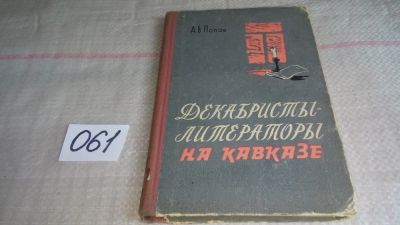 А.В. Попов
ДЕКАБРИСТЫ-
ЛИТЕРАТОРЫ
НА КАВКАЗЕ
061